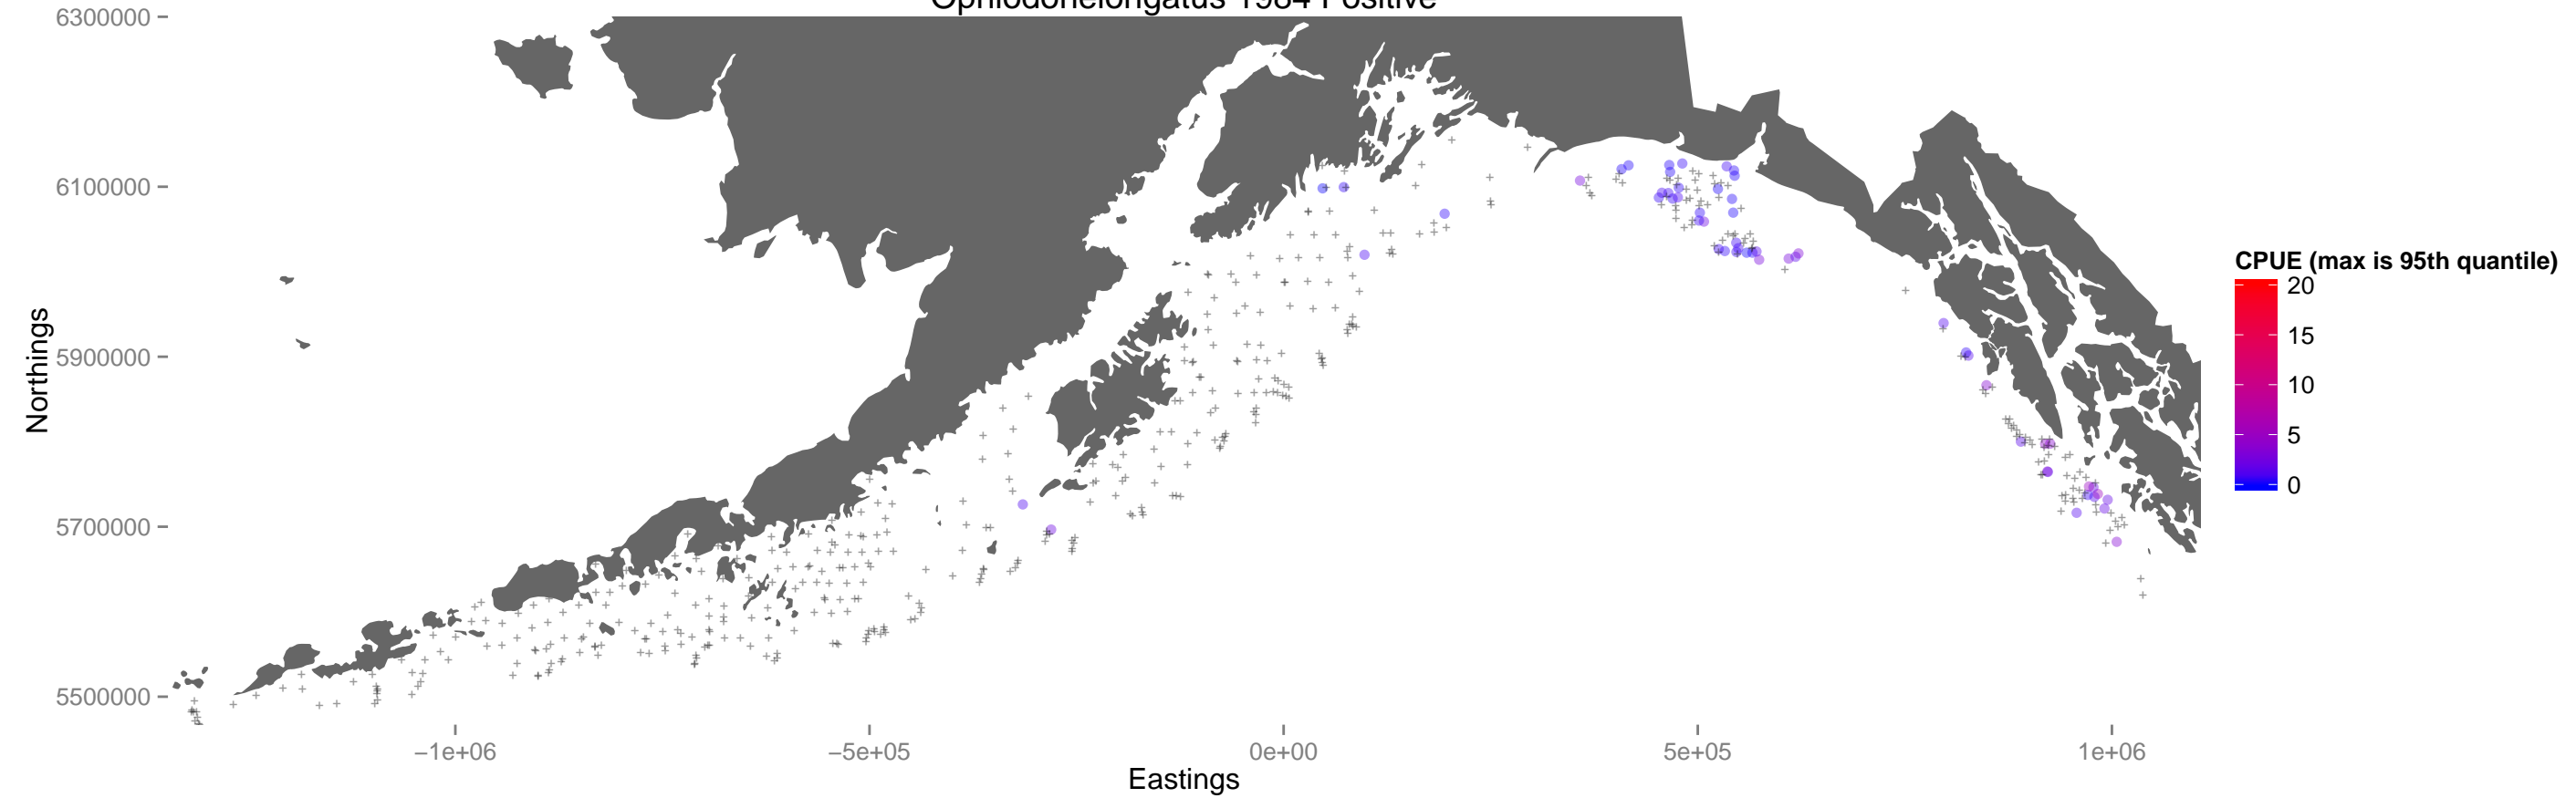 Ophiodonelongatus 1984 Positive
6300000
6100000
5900000
5700000
5500000
Northings
−1e+06
−5e+05
0e+00
5e+05
1e+06
Eastings
CPUE (max is 95th quantile)
20
15
10
5
0